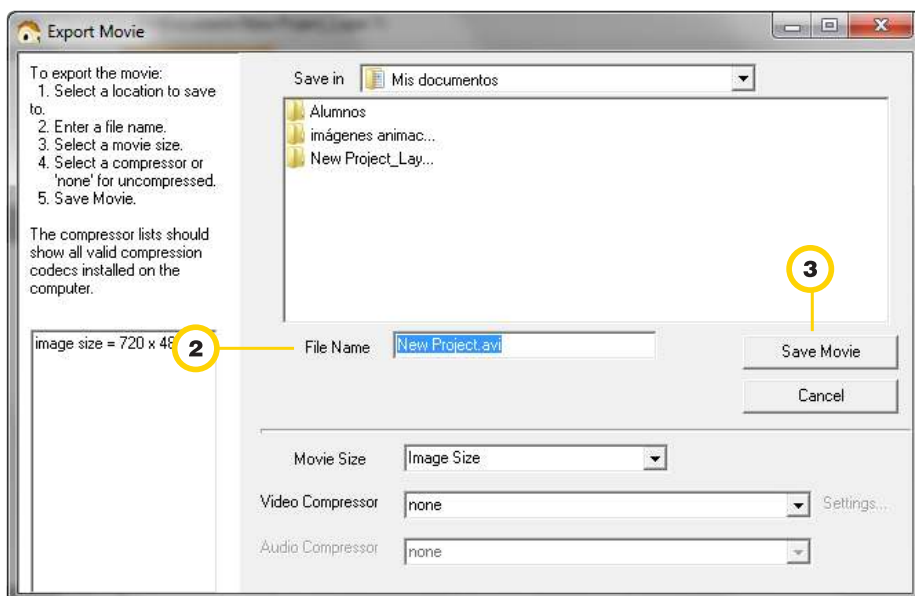 Export Movie
To export the movie:
1. Select a location to save
to.
2. Enter a file name.
3. Select a movie size.
4. Select a compressor or
'none' for uncompressed.
5. Save Movie.
The compressor lists should
show all valid compression
codecs installed on the
computer.
image size = 720 x
Save in
Mis documentos
Alumnos
imágenes animac...
New Project_Lay...
3
2
File Name
New Project.avi
Save Movie
Cancel
Movie Size
Image Size
Video Compressor
none
Settings...
Audio Compressor
none